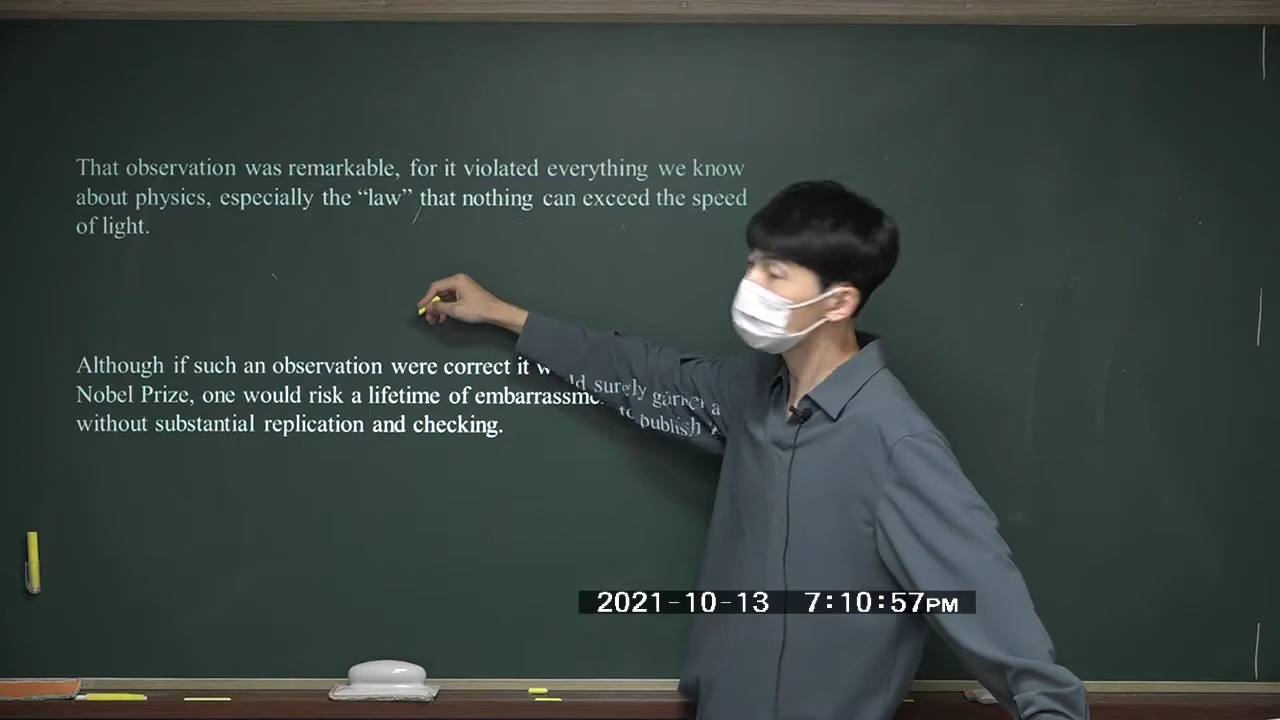 That observation was remarkable, for it violated everything we know
about physics, especially the “law” that nothing can exceed the speed
of light.
Although if such an observation were correct it would surely garner a
Nobel Prize, one would risk a lifetime of embarrassment to publish
without substantial replication and checking.
2021-10-13 7:10:57PM